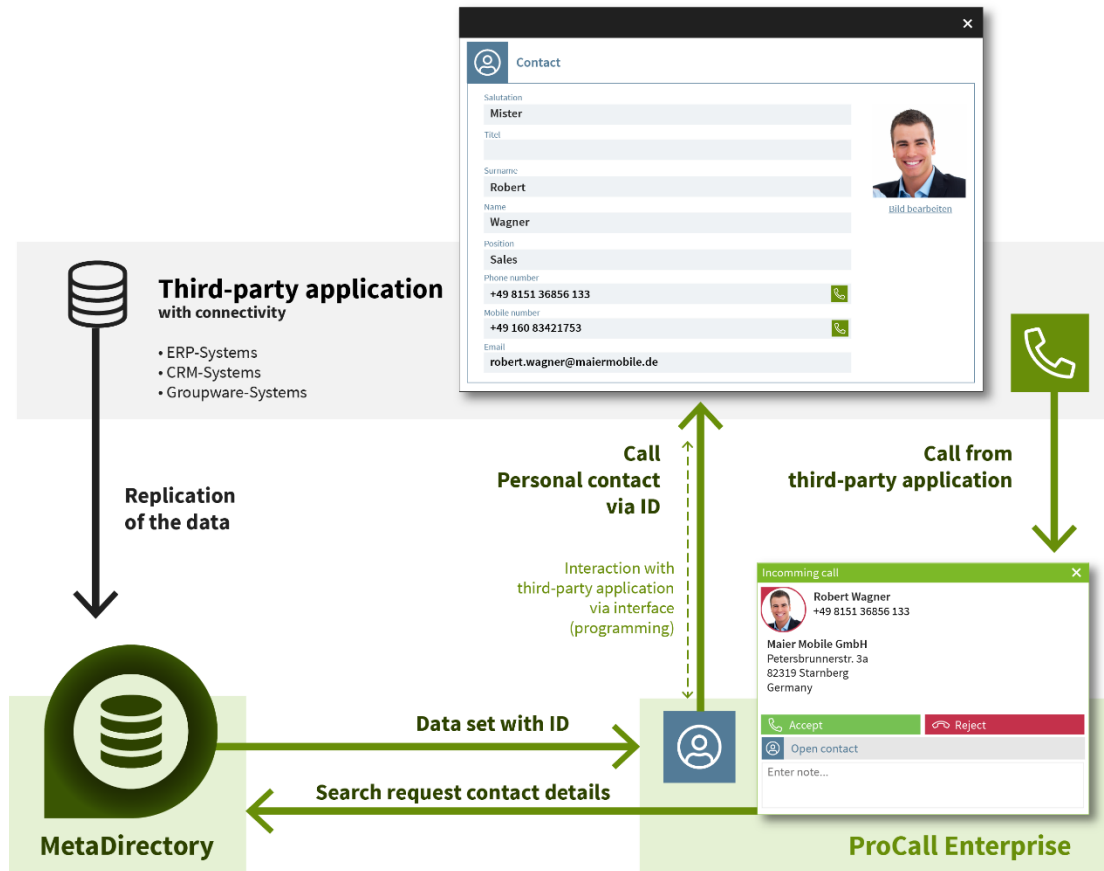 ×
Contact
Salutation
Mister
Titel
Surname
Robert
Name
Wagner
Position
Sales
Phone number
+49 8151 36856 133
Mobile number
+49 160 83421753
Email
robert.wagner@maiermobile.de
Bild bearbeiten
Third-party application
with connectivity
• ERP-Systems
• CRM-Systems
• Groupware-Systems
Replication
of the data
Call
Personal contact
via ID
Interaction with
third-party application
via interface
(programming)
Call from
third-party application
Incomming call
×
Robert Wagner
+49 8151 36856 133
Maier Mobile GmbH
Petersbrunnerstr. 3a
82319 Starnberg
Germany
Accept
Reject
Open contact
Enter note...
Data set with ID
Search request contact details
MetaDirectory
ProCall Enterprise